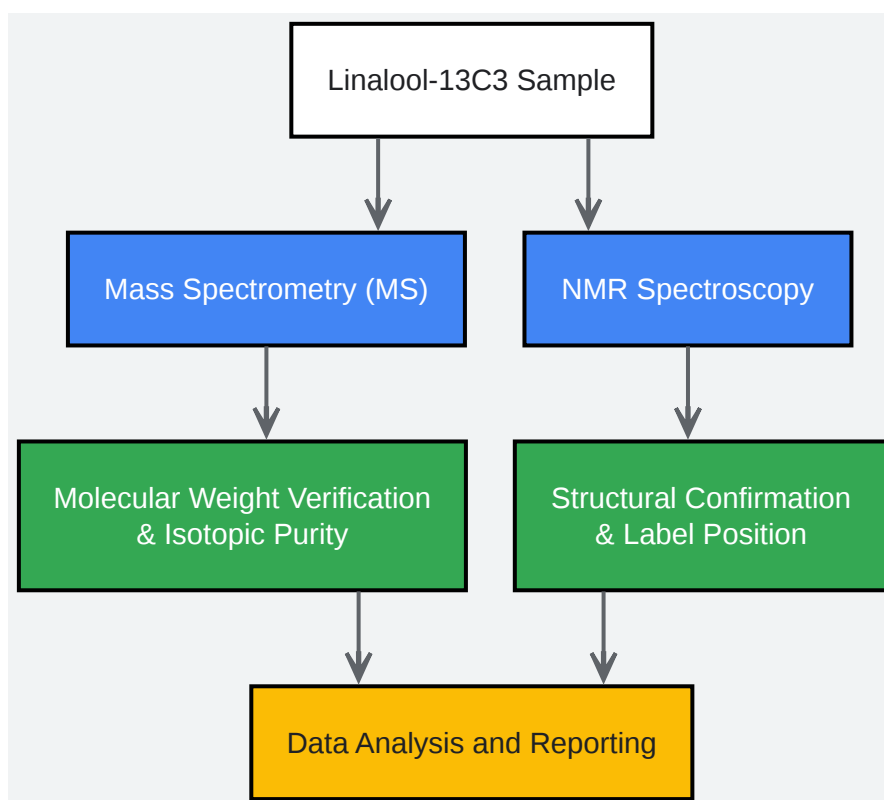 Linalool-13C3 Sample
Mass Spectrometry (MS)
NMR Spectroscopy
Molecular Weight Verification
& Isotopic Purity
Structural Confirmation
& Label Position
Data Analysis and Reporting